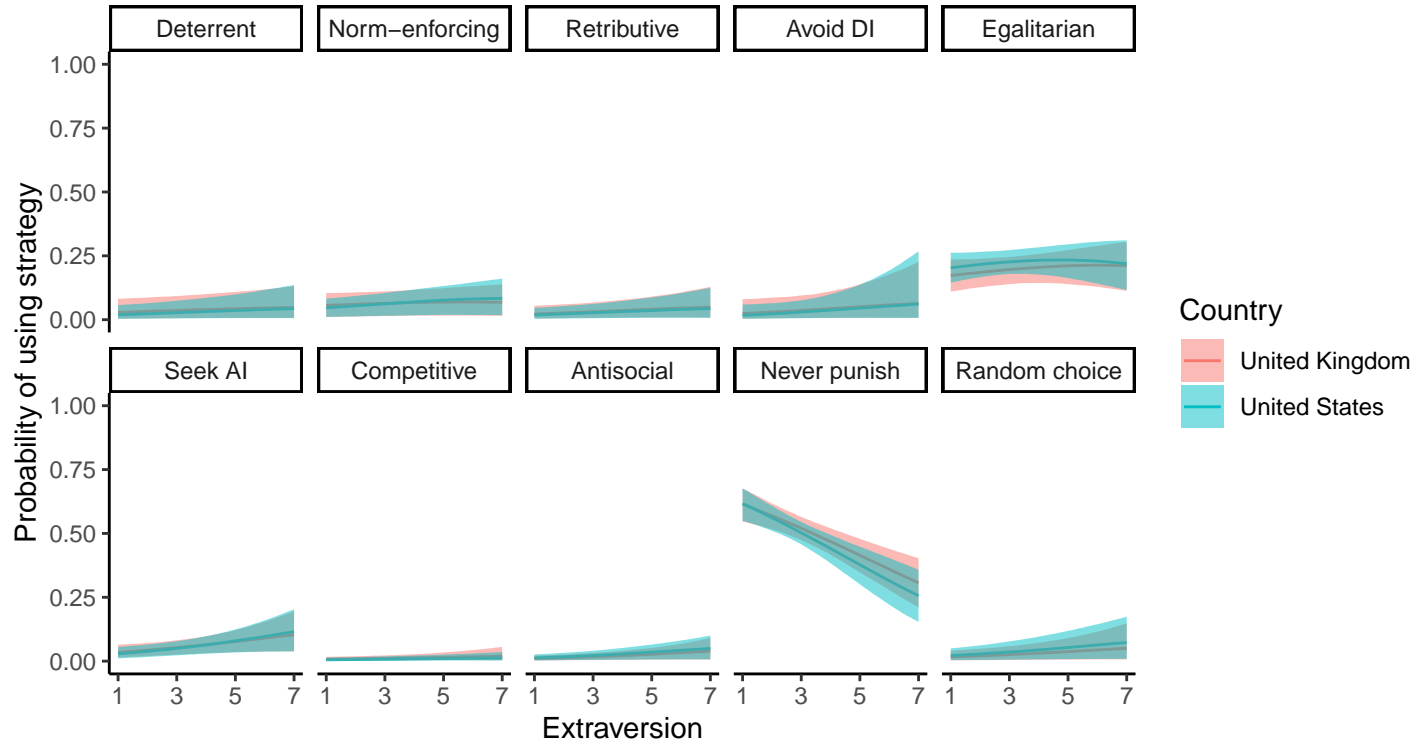 Deterrent Norm−enforcing Retributive Avoid DI Egalitarian
1.00
0.75
0.50
0.25
0.00
Seek AI Competitive Antisocial Never punish Random choice
1.00
0.75
0.50
0.25
0.00
1 3 5 7 1 3 5 7 1 3 5 7 1 3 5 7 1 3 5 7
Extraversion
Probability of using strategy
Country
United Kingdom
United States